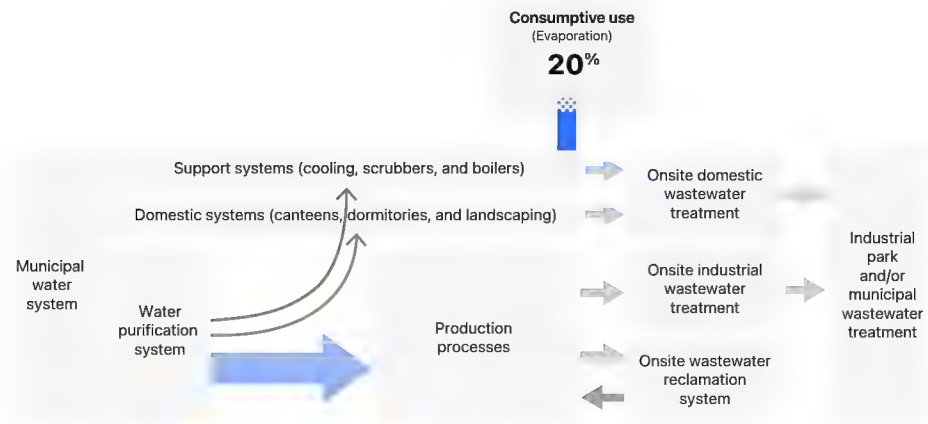 Consumptive use
(Evaporation)
20%
Support systems (cooling, scrubbers, and boilers)
Domestic systems (canteens, dormitories, and landscaping)
Onsite domestic
wastewater
treatment
Municipal
water
system
Water
purification
system
Production
processes
Onsite industrial
wastewater
treatment
Onsite wastewater
reclamation
system
Industrial
park
and/or
municipal
wastewater
treatment